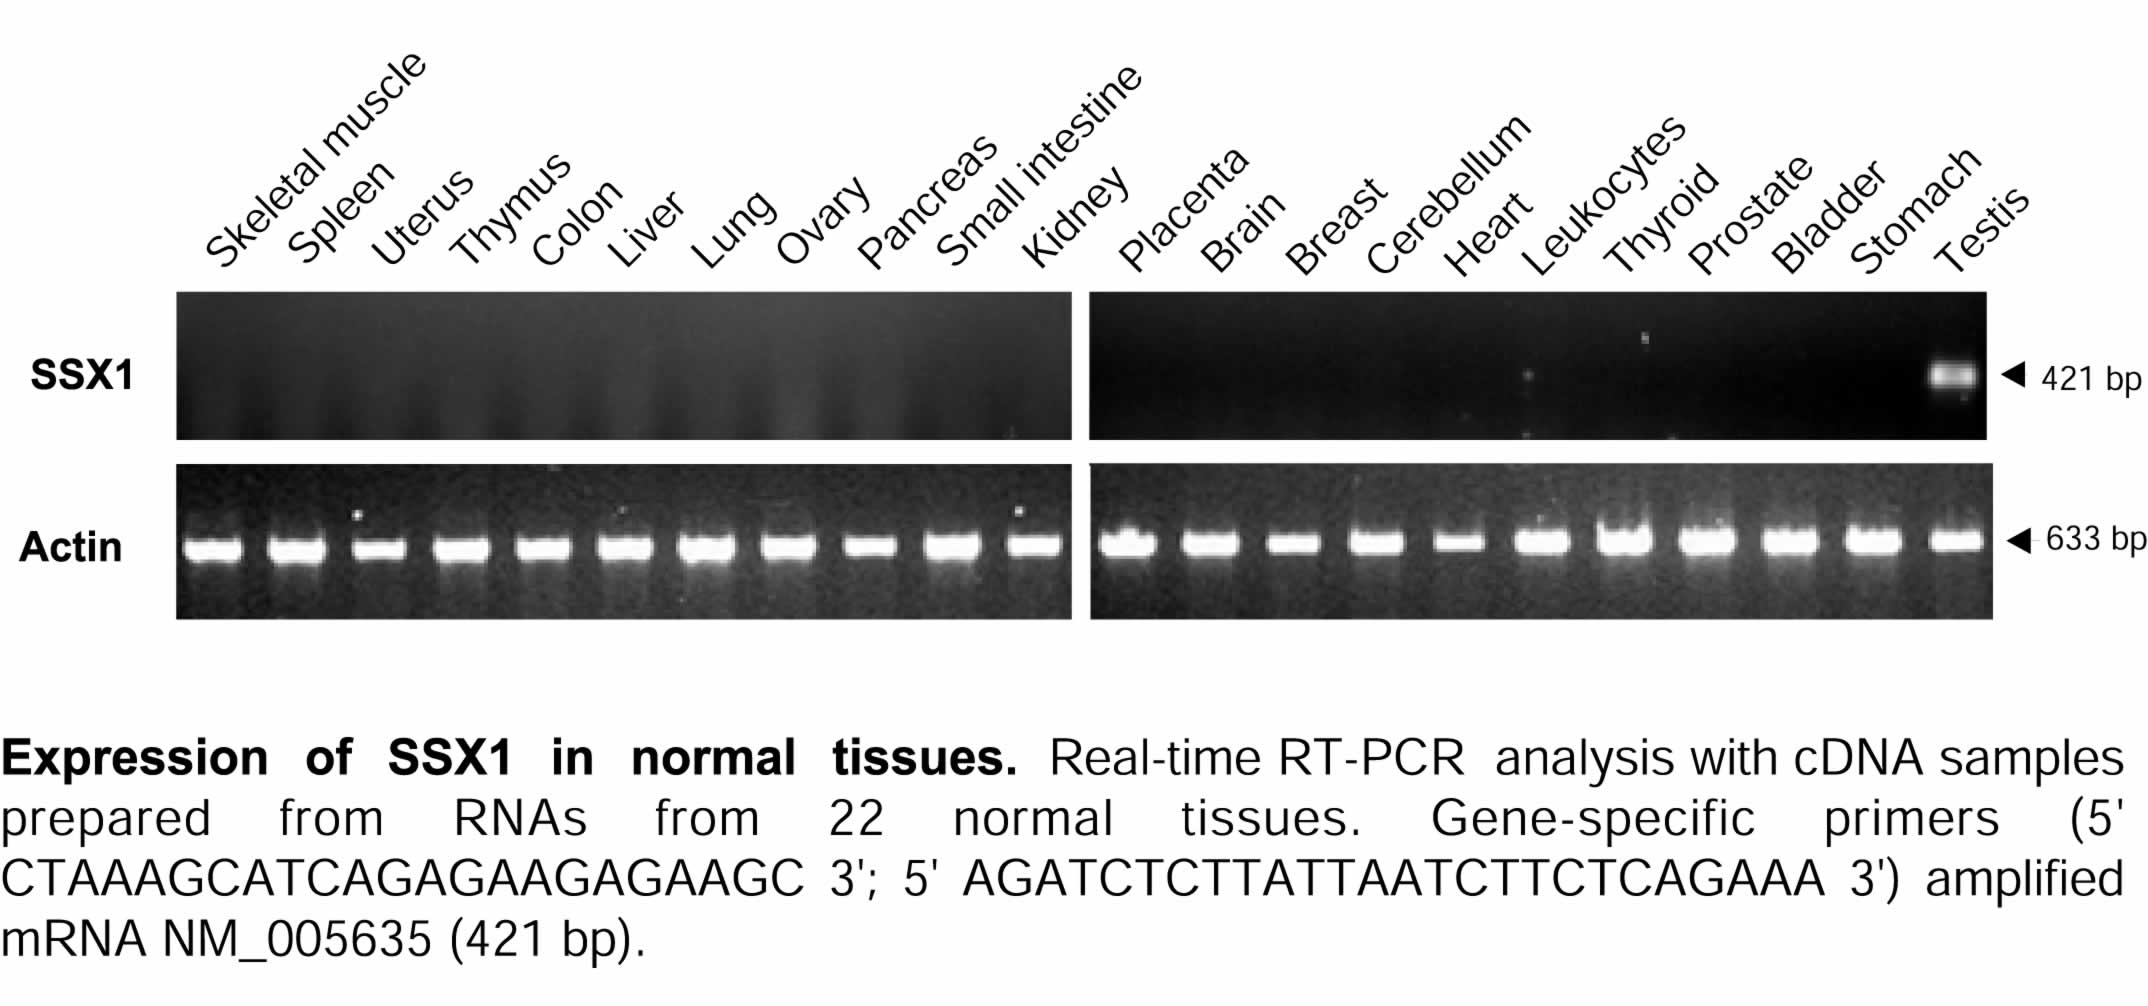 Skeletal muscle
Spleen
Uterus
Thymus
Colon
Liver
Lung
Ovary
Pancreas
Small intestine
Kidney
Placenta
Brain
Breast
Cerebellum
Heart
Leukocytes
Thyroid
Prostate
Bladder
Stomach
Testis
SSX1
421 bp
Actin
633 bp
Expression of SSX1 in normal tissues. Real-time RT-PCR analysis with cDNA samples
prepared from RNAs from 22 normal tissues. Gene-specific primers (5'
CTAAAGCATCAGAGAAGAGAAGC 3'; 5' AGATCTCTTATTAATCTTCTCAGAAA 3') amplified
mRNA NM_005635 (421 bp).